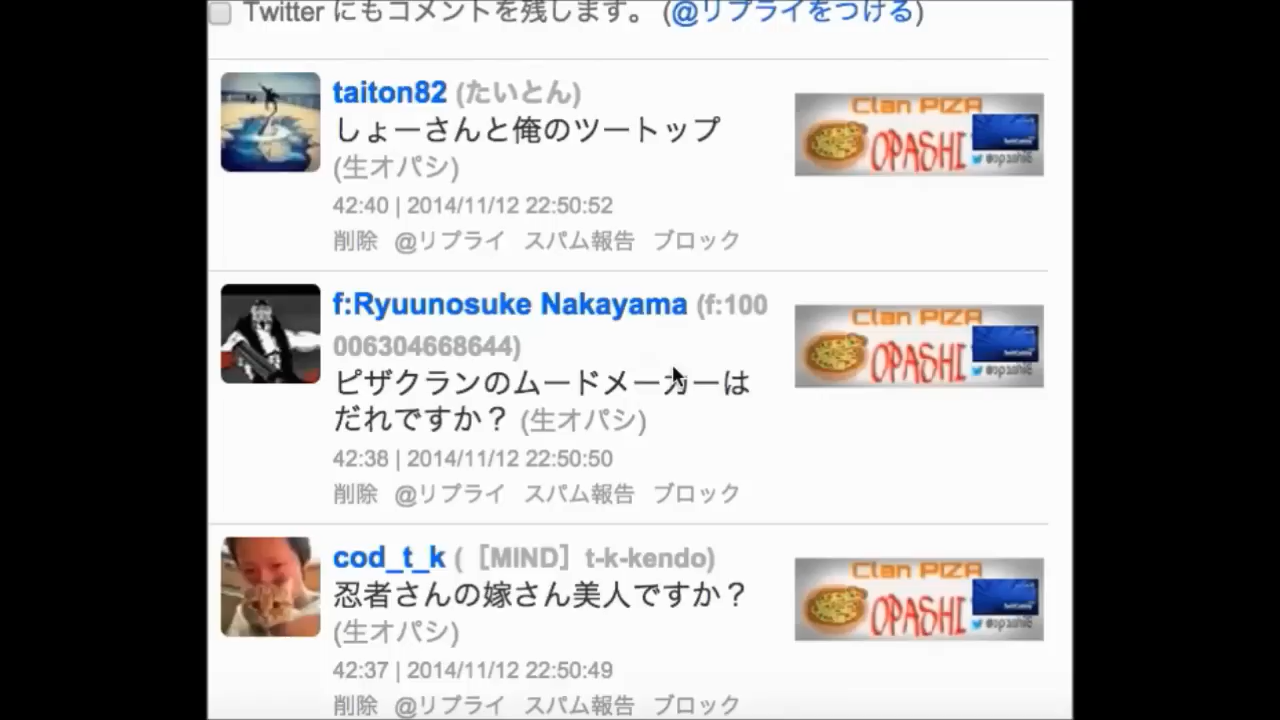 Twitter にもコメントを残します。 (@リプライをつける)
taiton82 (たいとん)
しょーさんと俺のツートップ
(生オパシ)
42:40 | 2014/11/12 22:50:52
削除 @リプライ スパム報告 ブロック
Clan PIZA
OPASHI
f:Ryuunosuke Nakayama (f:100
006304668644)
ピザクランのムードメーカーは
だれですか？ (生オパシ)
42:38 | 2014/11/12 22:50:50
削除 @リプライ スパム報告 ブロック
Clan PIZA
OPASHI
cod_t_k (［MIND］t-k-kendo)
忍者さんの嫁さん美人ですか？
(生オパシ)
42:37 | 2014/11/12 22:50:49
削除 @リプライ スパム報告 ブロック
Clan PIZA
OPASHI